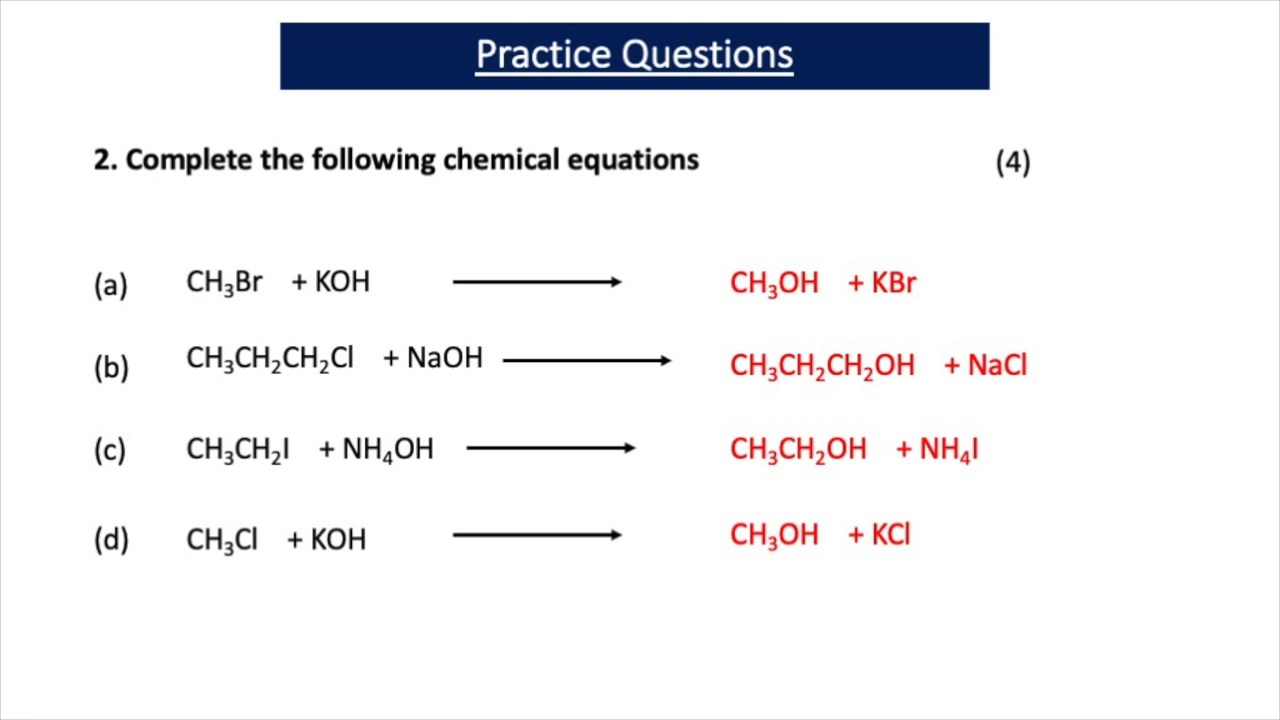 Practice Questions
2. Complete the following chemical equations (4)
(a) CH₃Br + KOH ⟶ CH₃OH + KBr
(b) CH₃CH₂CH₂Cl + NaOH ⟶ CH₃CH₂CH₂OH + NaCl
(c) CH₃CH₂I + NH₄OH ⟶ CH₃CH₂OH + NH₄I
(d) CH₃Cl + KOH ⟶ CH₃OH + KCl